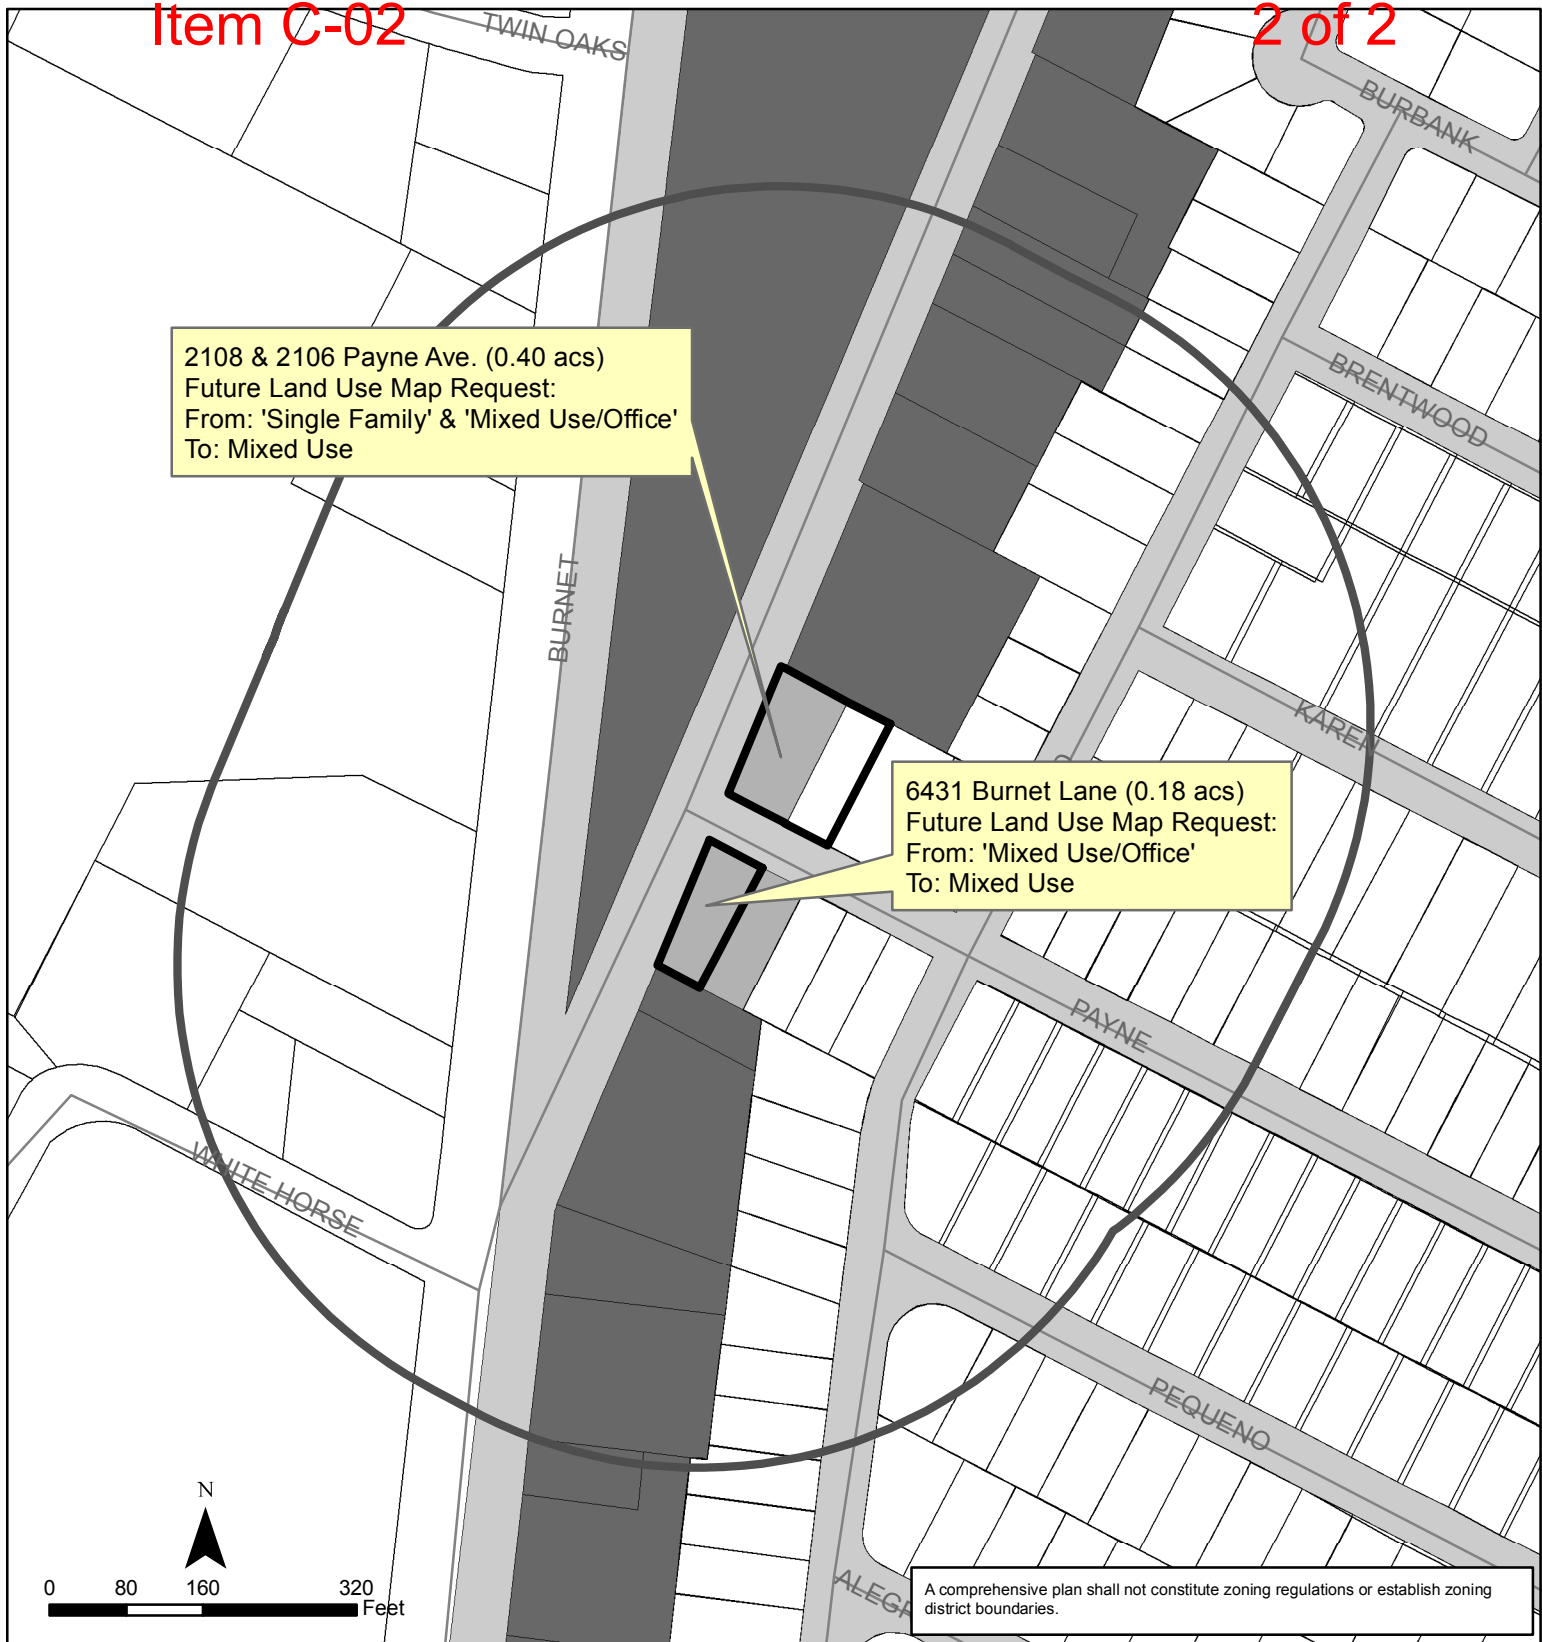 Item C-02
2 of 2
TWIN OAKS
BURBANK
2108 & 2106 Payne Ave. (0.40 acs)
Future Land Use Map Request:
From: 'Single Family' & 'Mixed Use/Office'
To: Mixed Use
BRENTWOOD
BURNET
KAREN
6431 Burnet Lane (0.18 acs)
Future Land Use Map Request:
From: 'Mixed Use/Office'
To: Mixed Use
PAYNE
WHITE HORSE
PEQUENO
N
0 80 160 320
Feet
A comprehensive plan shall not constitute zoning regulations or establish zoning
district boundaries.